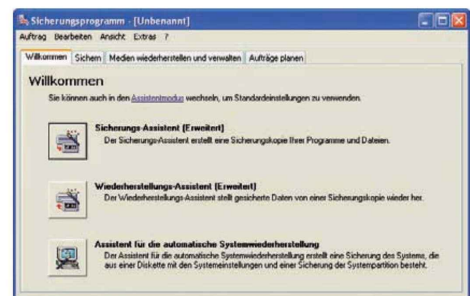 Sicherungsprogramm - [Unbenannt]
Auftrag Bearbeiten Ansicht Extras ?
Willkommen Sichern Medien wiederherstellen und verwalten Aufträge planen
Willkommen
Sie können auch in den Assistentmodus wechseln, um Standardeinstellungen zu verwenden.
Sicherungs-Assistent (Erweitert)
Der Sicherungs-Assistent erstellt eine Sicherungskopie Ihrer Programme und Dateien.
Wiederherstellungs-Assistent (Erweitert)
Der Wiederherstellungs-Assistent stellt gesicherte Daten von einer Sicherungskopie wieder her.
Assistent für die automatische Systemwiederherstellung
Der Assistent für die automatische Systemwiederherstellung erstellt eine Sicherung des Systems, die
aus einer Diskette mit den Systemeinstellungen und einer Sicherung der Systempartition besteht.